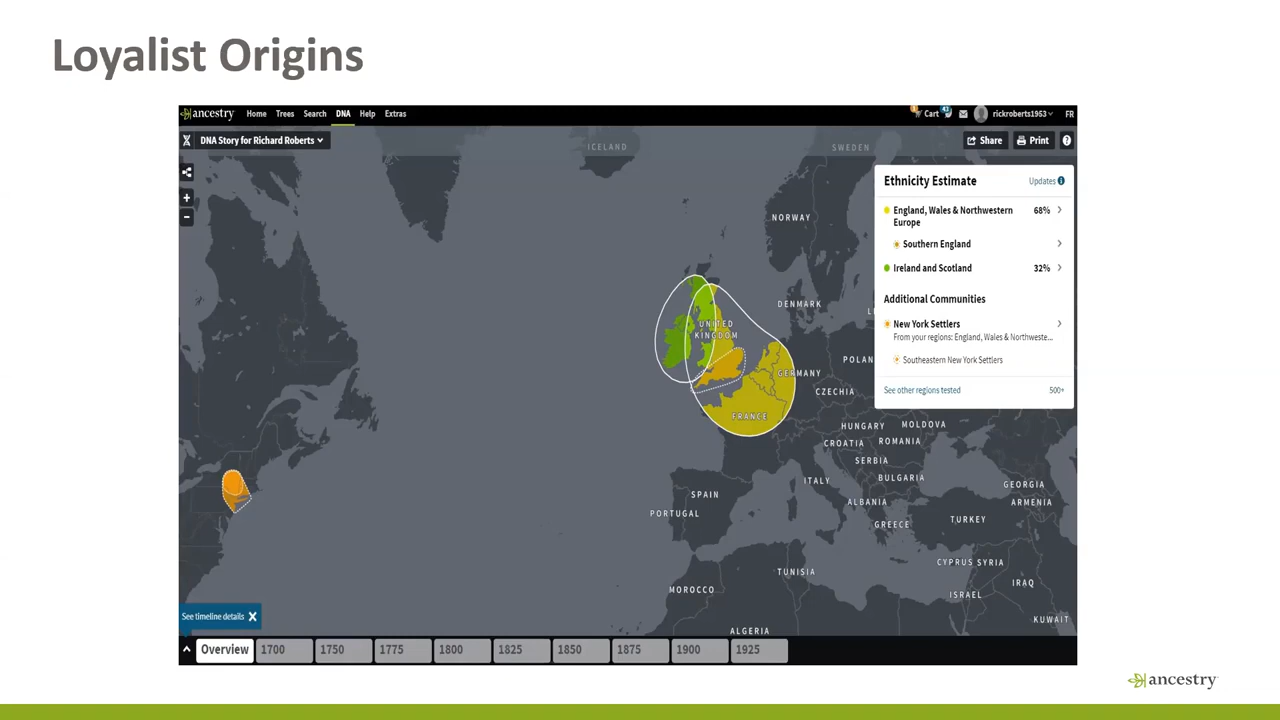 Loyalist Origins
ancestry Home Trees Search DNA Help Extras
1 Cart 43 rickroberts1953 FR
DNA Story for Richard Roberts
Share Print ?
+
−
ICELAND
SWEDEN
NORWAY
DENMARK
UNITED
KINGDOM
POLAN
GERMANY
CZECHIA
FRANCE
HUNGARY
MOLDOVA
CROATIA
ROMANIA
SERBIA
BULGARIA
ITALY
SPAIN
PORTUGAL
ALBANIA
GREECE
TURKEY
GEORGIA
ARMENIA
CYPRUS SYRIA
TUNISIA
IRAQ
ISRAEL
MOROCCO
KUWAIT
ALGERIA
Ethnicity Estimate Updates
England, Wales & Northwestern 68%
Europe
Southern England
Ireland and Scotland 32%
Additional Communities
New York Settlers
From your regions: England, Wales & Northweste...
Southeastern New York Settlers
See other regions tested 500+
See timeline details X
Overview 1700 1750 1775 1800 1825 1850 1875 1900 1925
ancestry